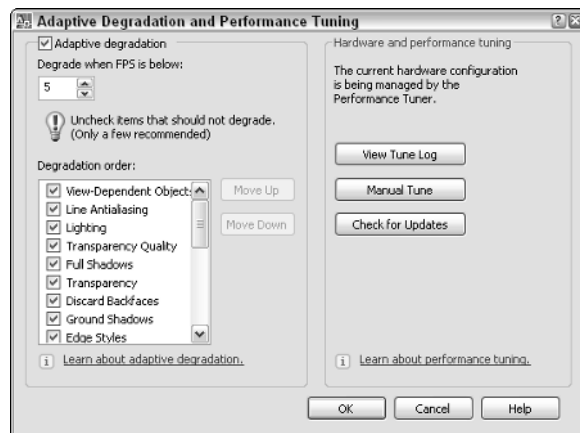 Adaptive Degradation and Performance Tuning
Adaptive degradation
Degrade when FPS is below:
5
Uncheck items that should not degrade.
(Only a few recommended)
Degradation order:
View-Dependent Objects
Line Antialiasing
Lighting
Transparency Quality
Full Shadows
Transparency
Discard Backfaces
Ground Shadows
Edge Styles
Move Up
Move Down
Learn about adaptive degradation.
Hardware and performance tuning
The current hardware configuration
is being managed by the
Performance Tuner.
View Tune Log
Manual Tune
Check for Updates
Learn about performance tuning.
OK
Cancel
Help